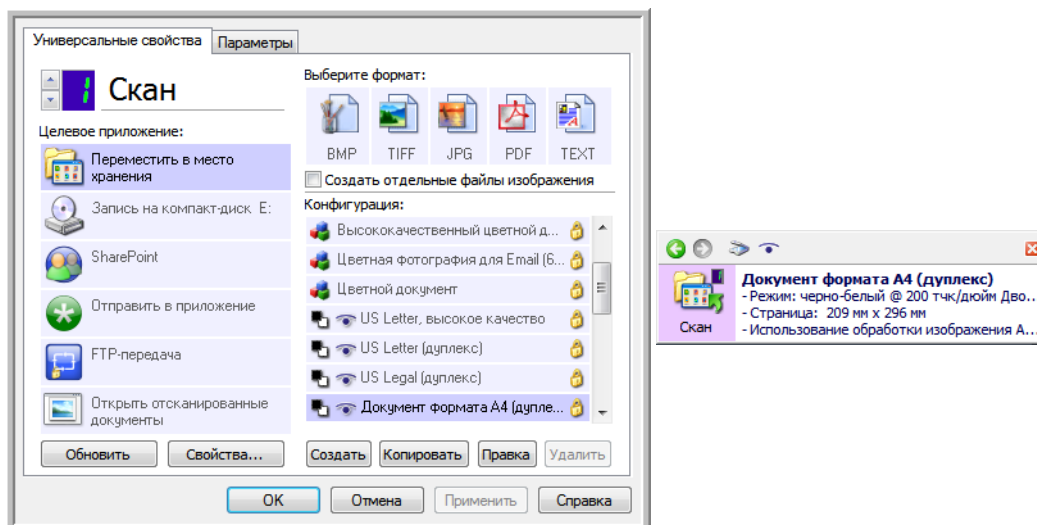 Универсальные свойства
Параметры
1
Скан
Целевое приложение:
Переместить в место
хранения
Запись на компакт-диск E:
SharePoint
Отправить в приложение
FTP-передача
Открыть отсканированные
документы
Обновить
Свойства...
Выберите формат:
BMP
TIFF
JPG
PDF
TEXT
Создать отдельные файлы изображения
Конфигурация:
Высококачественный цветной д...
Цветная фотография для Email (6...
Цветной документ
US Letter, высокое качество
US Letter (дуплекс)
US Legal (дуплекс)
Документ формата A4 (дупле...
Создать
Копировать
Правка
Удалить
OK
Отмена
Применить
Справка
Скан
Документ формата A4 (дуплекс)
- Режим: черно-белый @ 200 тчк/дюйм Дво...
- Страница: 209 мм x 296 мм
- Использование обработки изображения A...